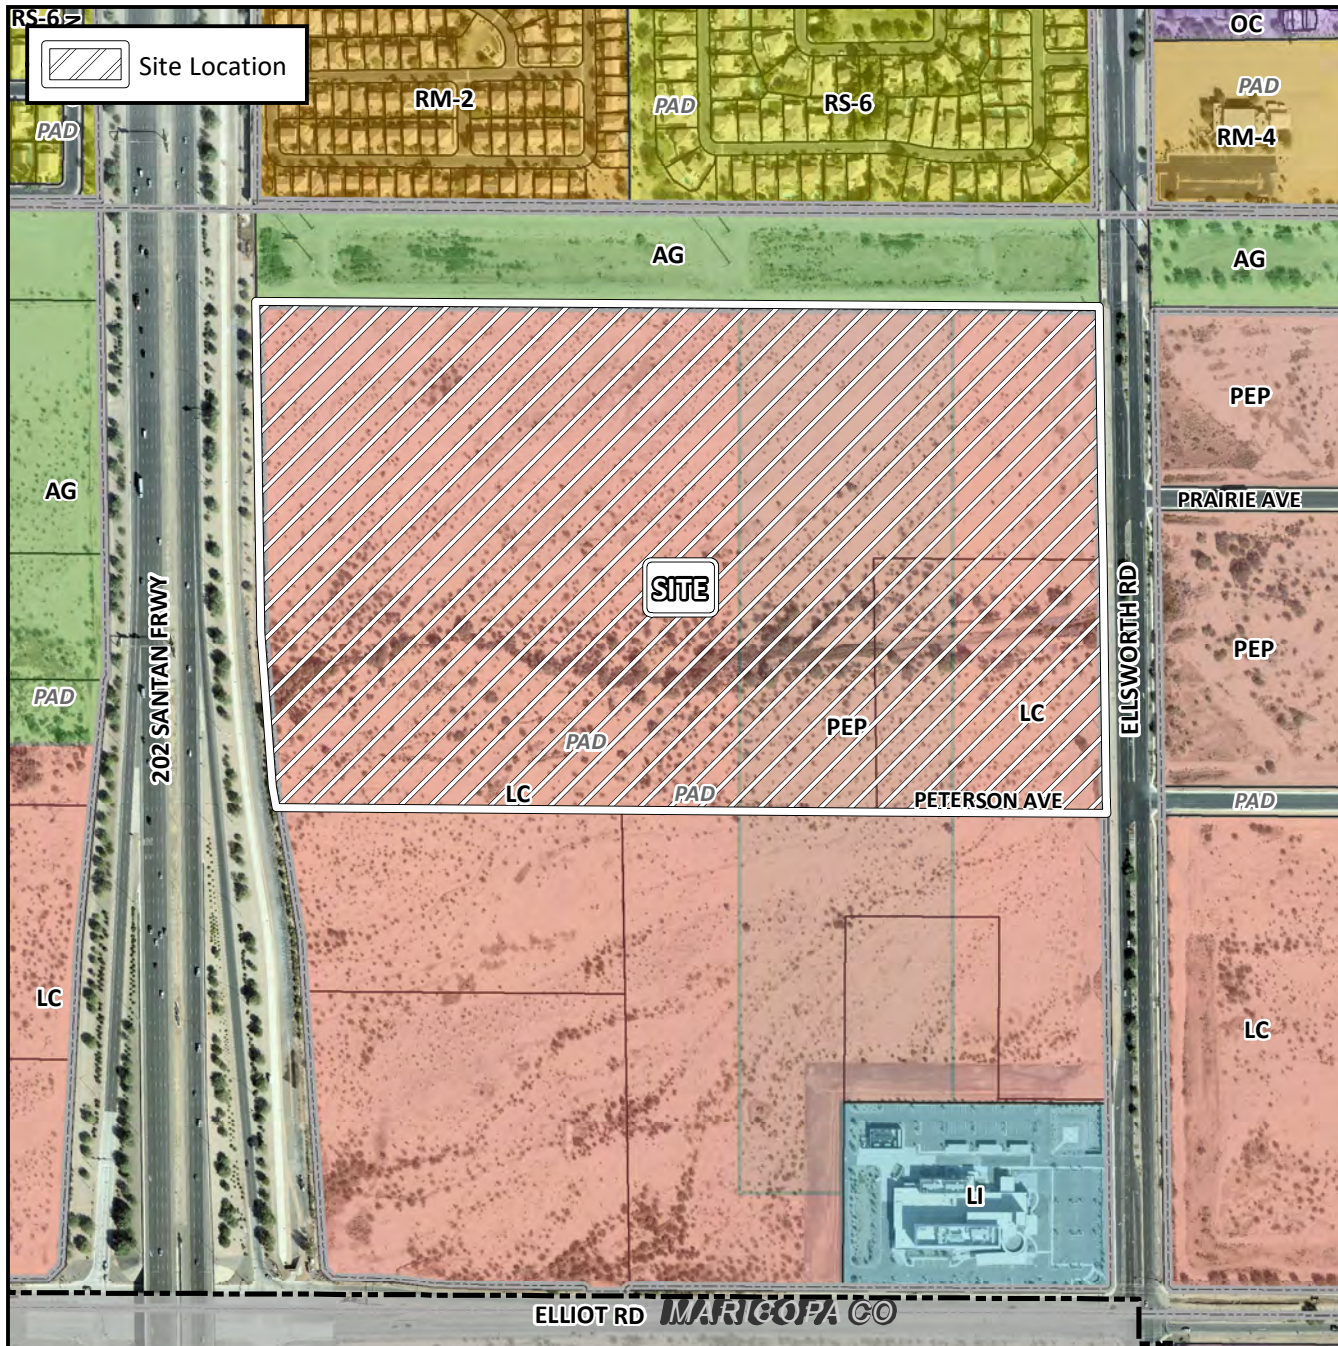 RS-6
N
Site Location
RM-2
PAD
RS-6
OC
PAD
RM-4
PAD
AG
AG
PEP
AG
PRAIRIE AVE
202 SANTAN FRWY
SITE
ELLSWORTH RD
PEP
PAD
LC
PEP
PAD
LC
PAD
PETERSON AVE
PAD
LC
LC
LI
ELLIOT RD
MARICOPA CO